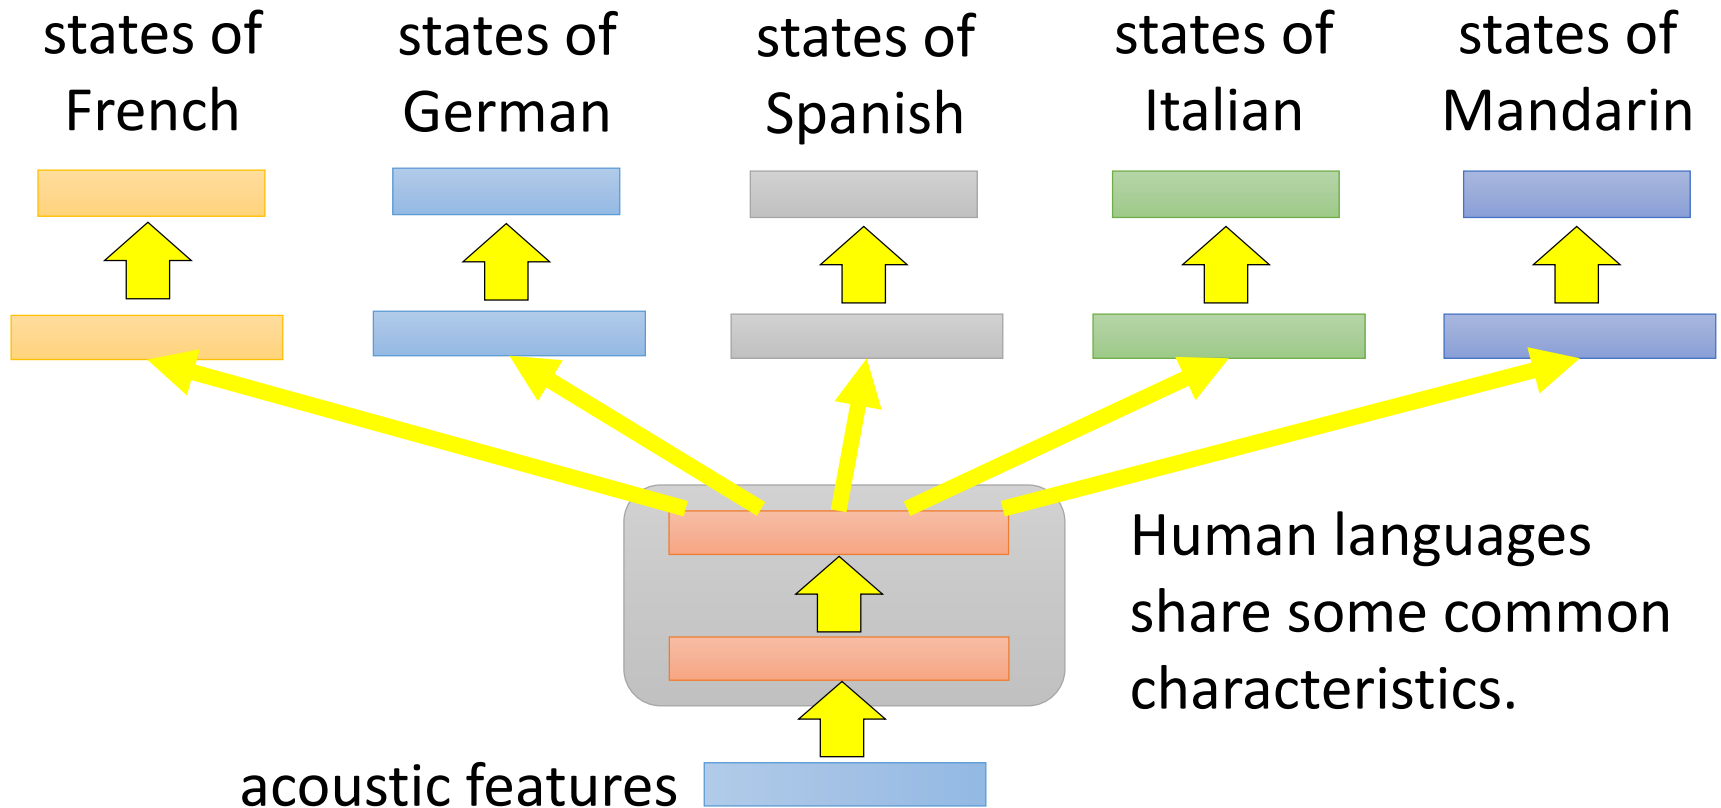 states of
French
states of
German
states of
Spanish
states of
Italian
states of
Mandarin
Human languages
share some common
characteristics.
acoustic features